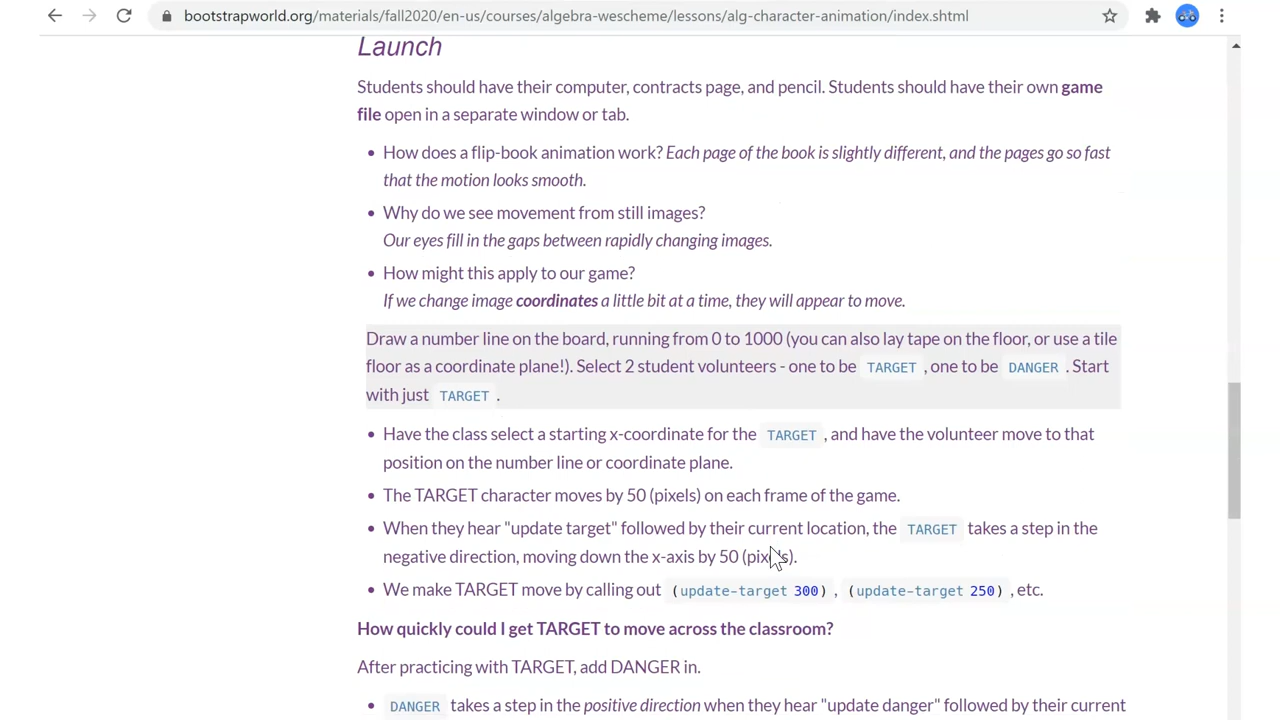 bootstrapworld.org/materials/fall2020/en-us/courses/algebra-wescheme/lessons/alg-character-animation/index.shtml
Launch
Students should have their computer, contracts page, and pencil. Students should have their own game
file open in a separate window or tab.
• How does a flip-book animation work? Each page of the book is slightly different, and the pages go so fast
that the motion looks smooth.
• Why do we see movement from still images?
Our eyes fill in the gaps between rapidly changing images.
• How might this apply to our game?
If we change image coordinates a little bit at a time, they will appear to move.
Draw a number line on the board, running from 0 to 1000 (you can also lay tape on the floor, or use a tile
floor as a coordinate plane!). Select 2 student volunteers - one to be TARGET , one to be DANGER . Start
with just TARGET .
• Have the class select a starting x-coordinate for the TARGET , and have the volunteer move to that
position on the number line or coordinate plane.
• The TARGET character moves by 50 (pixels) on each frame of the game.
• When they hear "update target" followed by their current location, the TARGET takes a step in the
negative direction, moving down the x-axis by 50 (pixels).
• We make TARGET move by calling out (update-target 300) , (update-target 250) , etc.
How quickly could I get TARGET to move across the classroom?
After practicing with TARGET, add DANGER in.
• DANGER takes a step in the positive direction when they hear "update danger" followed by their current